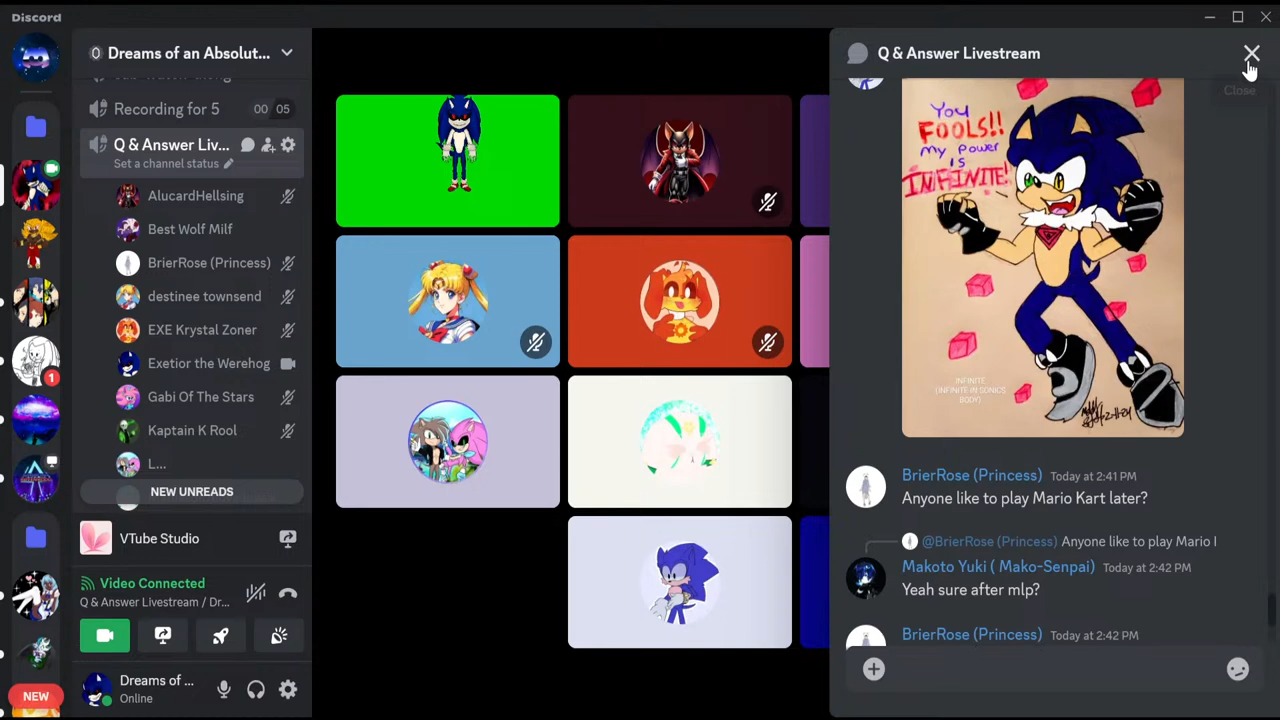 Discord
Dreams of an Absolut...
Recording for 5
00 05
Q & Answer Liv...
Set a channel status
AlucardHellsing
Best Wolf Milf
BrierRose (Princess)
destinee townsend
EXE Krystal Zoner
Exetior the Werehog
Gabi Of The Stars
Kaptain K Rool
L...
NEW UNREADS
VTube Studio
Video Connected
Q & Answer Livestream / Dr...
Dreams of ...
Online
1
NEW
Q & Answer Livestream
Close
You
FOOLS!!
my power
is
INFINITE!
INFINITE
(INFINITE IN SONICS
BODY)
BrierRose (Princess) Today at 2:41 PM
Anyone like to play Mario Kart later?
@BrierRose (Princess) Anyone like to play Mario l
Makoto Yuki ( Mako-Senpai) Today at 2:42 PM
Yeah sure after mlp?
BrierRose (Princess) Today at 2:42 PM